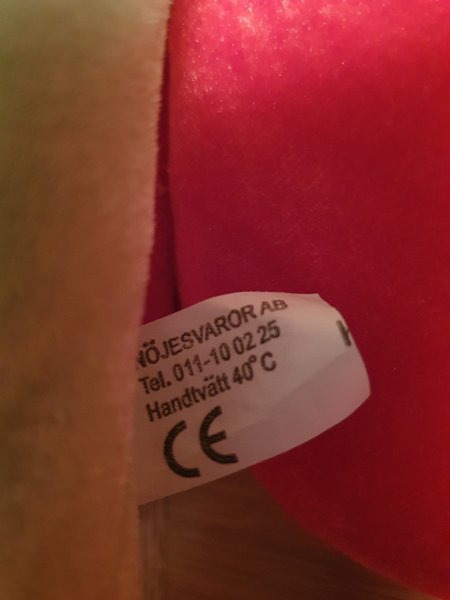 NÖJESVAROR AB
Tel. 011-10 02 25
Handtvätt 40°C
CE